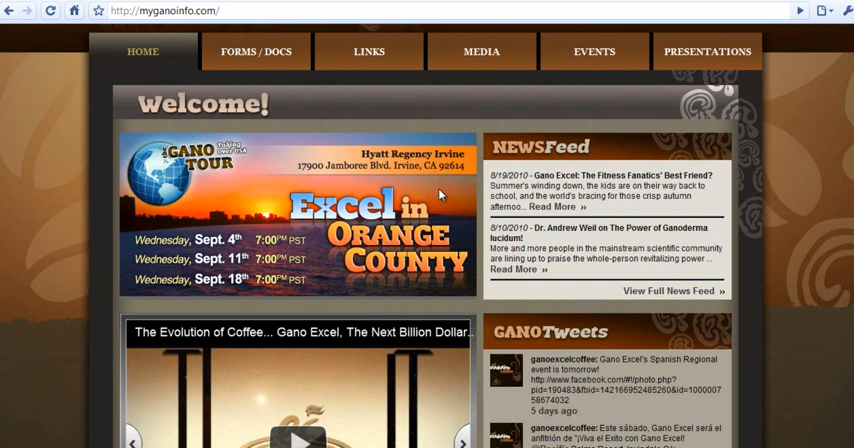 http://myganoinfo.com/
HOME
FORMS / DOCS
LINKS
MEDIA
EVENTS
PRESENTATIONS
Welcome!
GANO
TOUR
Taking
Over USA
Hyatt Regency Irvine
17900 Jamboree Blvd. Irvine, CA 92614
Excel in
ORANGE
COUNTY
Wednesday, Sept. 4th 7:00PM PST
Wednesday, Sept. 11th 7:00PM PST
Wednesday, Sept. 18th 7:00PM PST
NEWSFeed
8/19/2010 - Gano Excel: The Fitness Fanatics' Best Friend?
Summer's winding down, the kids are on their way back to
school, and the world's bracing for those crisp autumn
afternoo... Read More »
8/10/2010 - Dr. Andrew Weil on The Power of Ganoderma
lucidum!
More and more people in the mainstream scientific community
are lining up to praise the whole-person revitalizing power ...
Read More »
View Full News Feed »
The Evolution of Coffee... Gano Excel, The Next Billion Dollar...
GANOTweets
ganoexcelcoffee: Gano Excel's Spanish Regional
event is tomorrow!
http://www.facebook.com/#!/photo.php?
pid=190483&fbid=142166952485260&id=1000007
58674032
5 days ago
ganoexcelcoffee: Este sábado, Gano Excel será el
anfitrión de "¡Viva el Exito con Gano Excel!